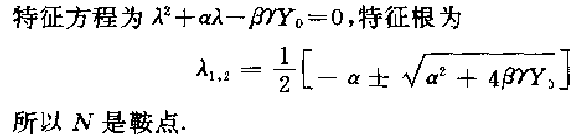 特征方程为 λ²+αλ−βγY₀=0,特征根为
λ₁,₂ = 1/2[−α ± √(α² + 4βγY₀)]
所以 N 是鞍点.